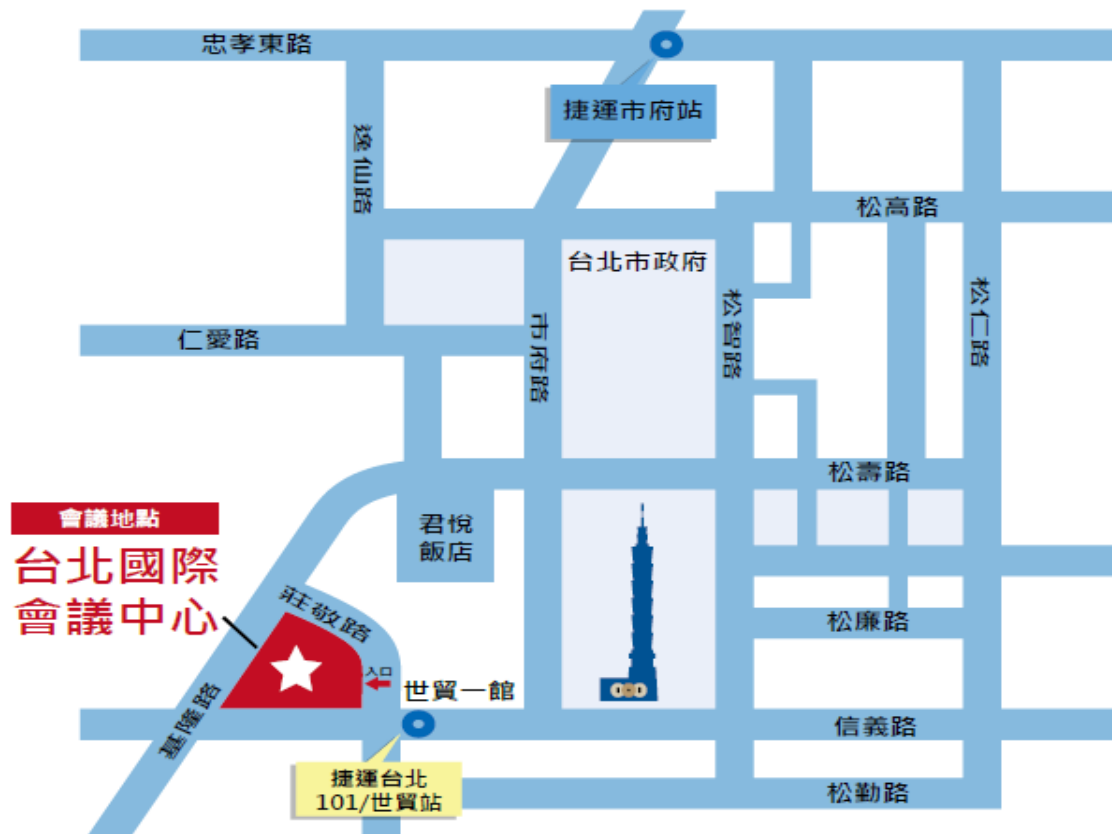 忠孝東路
捷運市府站
逸仙路
松高路
台北市政府
松智路
松仁路
市府路
仁愛路
松壽路
會議地點
台北國際
會議中心
君悅
飯店
莊敬路
入口
世貿一館
松廉路
基隆路
信義路
捷運台北
101/世貿站
松勤路